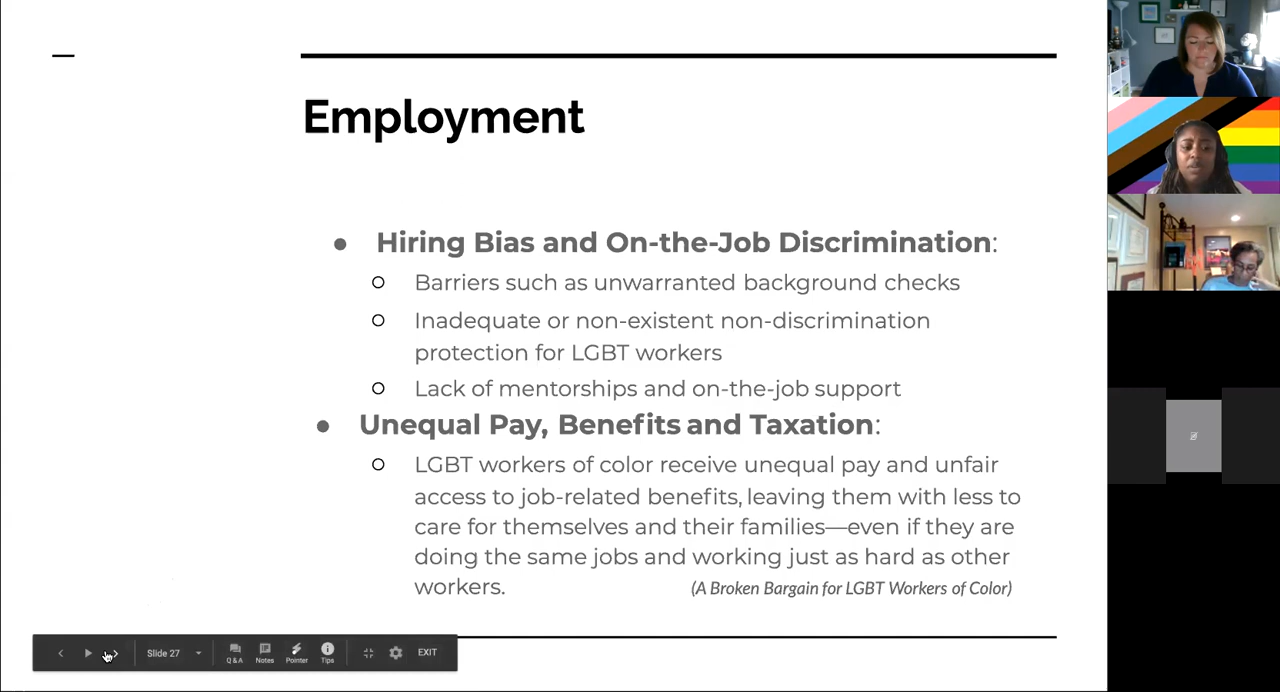 Employment
● Hiring Bias and On-the-Job Discrimination:
○ Barriers such as unwarranted background checks
○ Inadequate or non-existent non-discrimination
protection for LGBT workers
○ Lack of mentorships and on-the-job support
● Unequal Pay, Benefits and Taxation:
○ LGBT workers of color receive unequal pay and unfair
access to job-related benefits, leaving them with less to
care for themselves and their families—even if they are
doing the same jobs and working just as hard as other
workers. (A Broken Bargain for LGBT Workers of Color)
Slide 27 Q & A Notes Pointer Tips EXIT